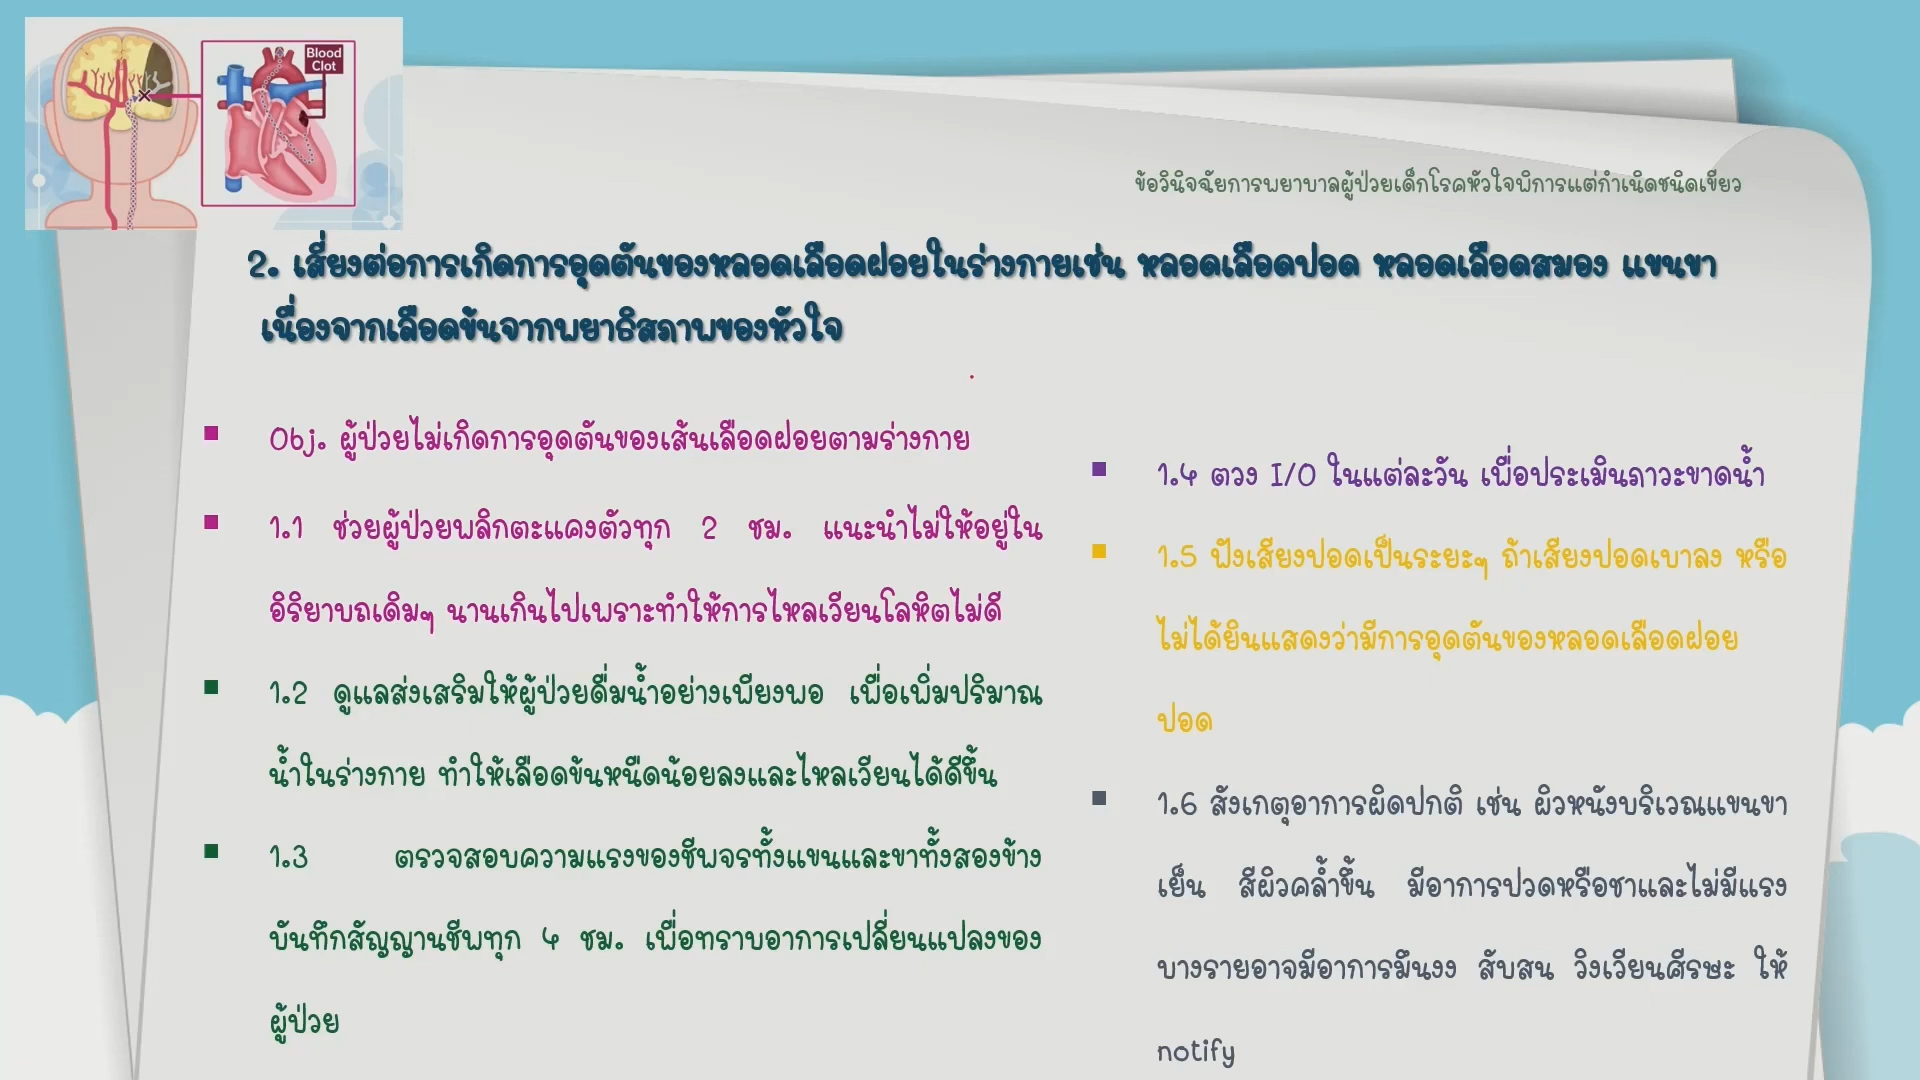 Blood
Clot
ข้อวินิจฉัยการพยาบาลผู้ป่วยเด็กโรคหัวใจพิการแต่กำเนิดชนิดเขียว
2. เสี่ยงต่อการเกิดการอุดตันของหลอดเลือดฝอยในร่างกายเช่น หลอดเลือดปอด หลอดเลือดสมอง แขนขา
เนื่องจากเลือดข้นจากพยาธิสภาพของหัวใจ
Obj. ผู้ป่วยไม่เกิดการอุดตันของเส้นเลือดฝอยตามร่างกาย
1.1 ช่วยผู้ป่วยพลิกตะแคงตัวทุก 2 ชม. แนะนำไม่ให้อยู่ใน
อิริยาบถเดิมๆ นานเกินไปเพราะทำให้การไหลเวียนโลหิตไม่ดี
1.2 ดูแลส่งเสริมให้ผู้ป่วยดื่มน้ำอย่างเพียงพอ เพื่อเพิ่มปริมาณ
น้ำในร่างกาย ทำให้เลือดข้นหนืดน้อยลงและไหลเวียนได้ดีขึ้น
1.3 ตรวจสอบความแรงของชีพจรทั้งแขนและขาทั้งสองข้าง
บันทึกสัญญานชีพทุก 4 ชม. เพื่อทราบอาการเปลี่ยนแปลงของ
ผู้ป่วย
1.4 ตวง I/O ในแต่ละวัน เพื่อประเมินภาวะขาดน้ำ
1.5 ฟังเสียงปอดเป็นระยะๆ ถ้าเสียงปอดเบาลง หรือ
ไม่ได้ยินแสดงว่ามีการอุดตันของหลอดเลือดฝอย
ปอด
1.6 สังเกตุอาการผิดปกติ เช่น ผิวหนังบริเวณแขนขา
เย็น สีผิวคล้ำขึ้น มีอาการปวดหรือชาและไม่มีแรง
บางรายอาจมีอาการมึนงง สับสน วิงเวียนศีรษะ ให้
notify